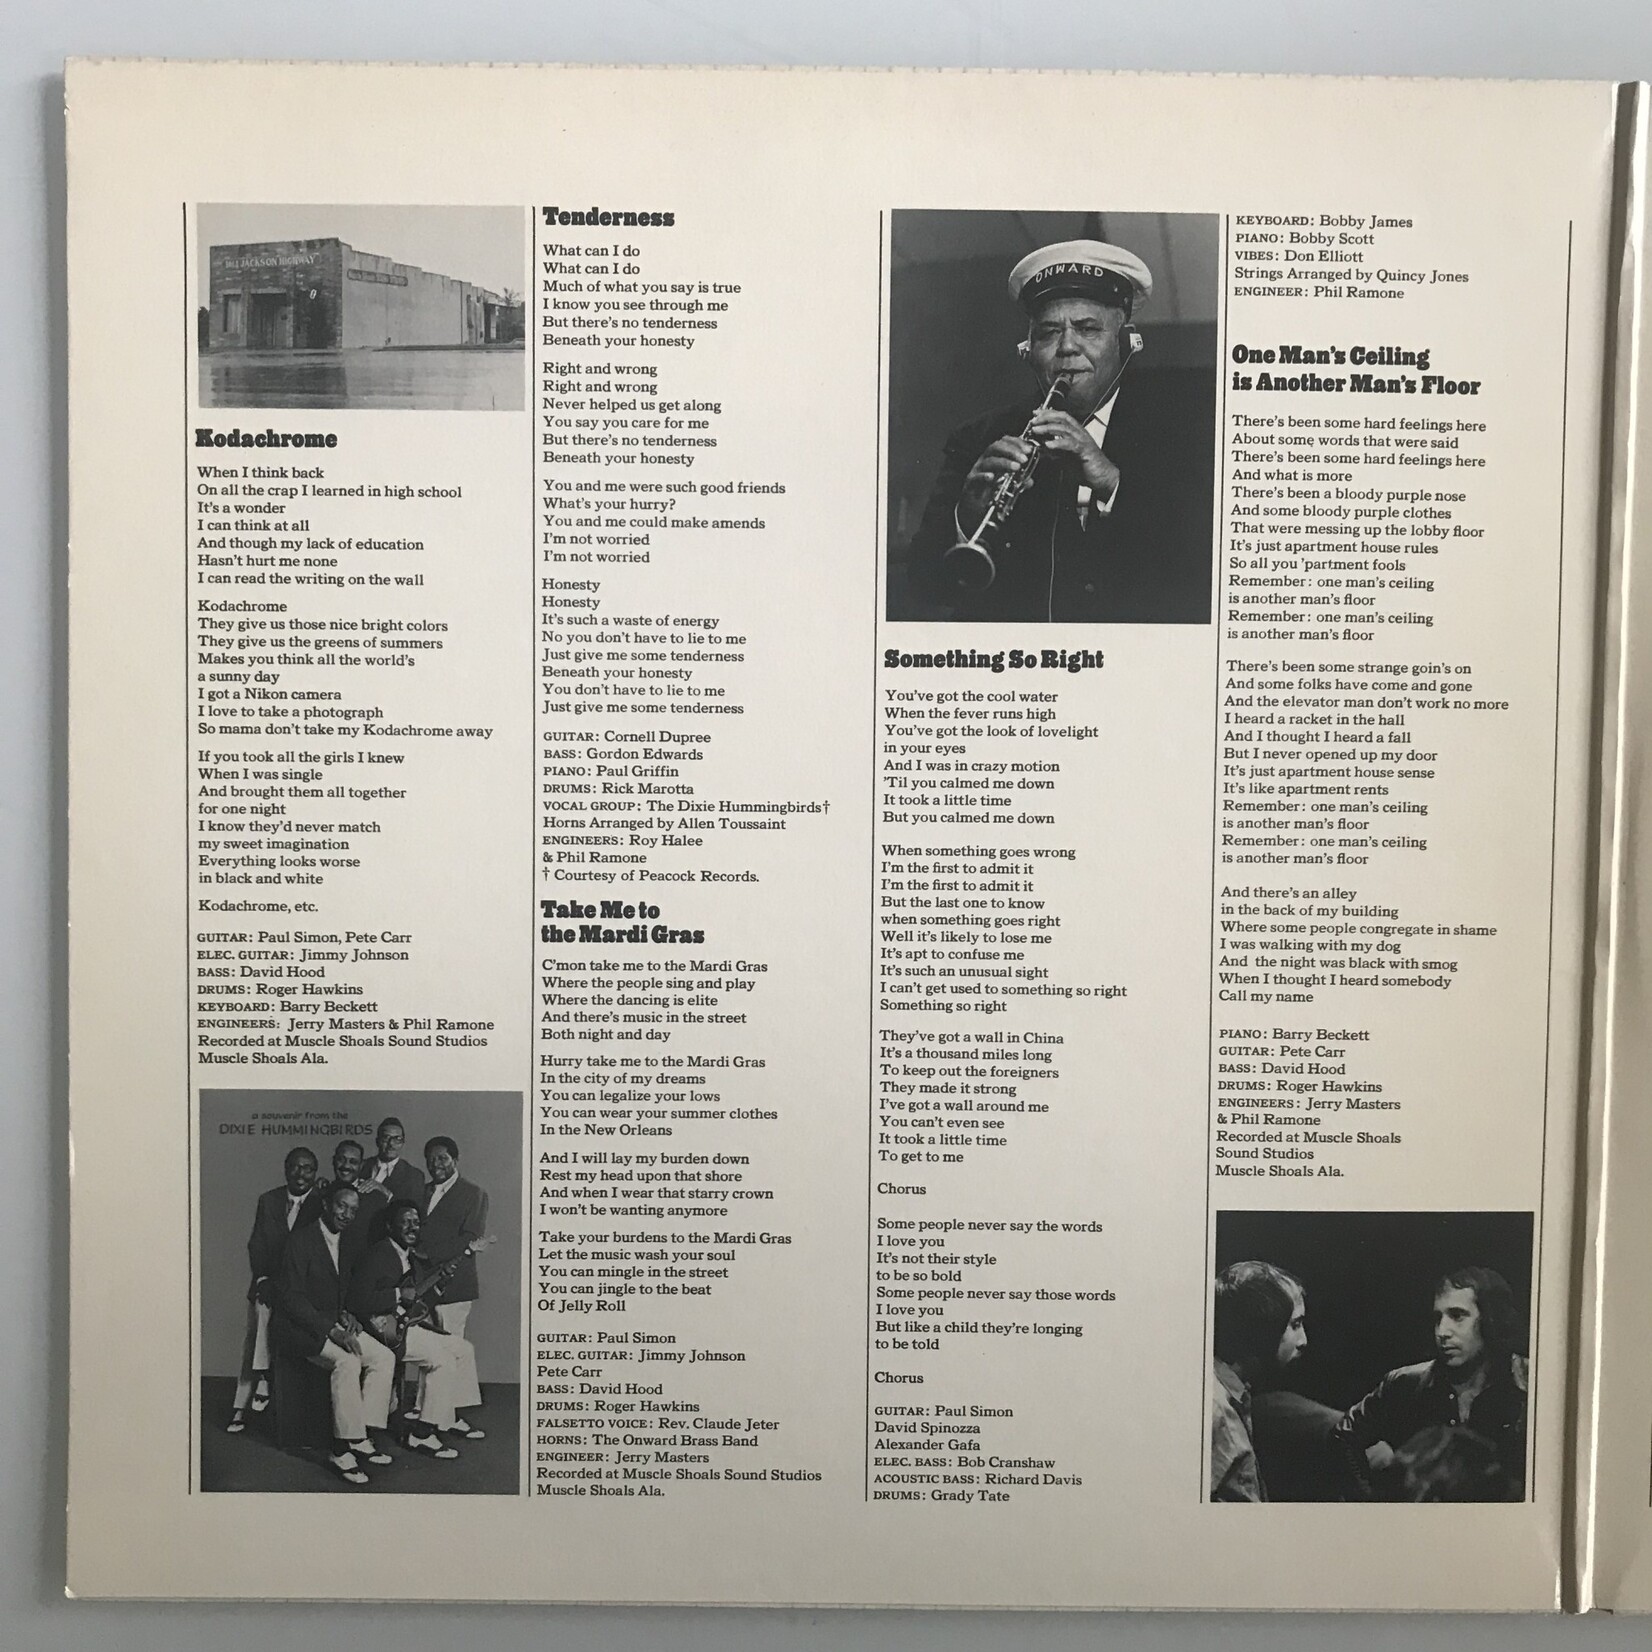 3614 JACKSON HIGHWAY
Kodachrome
When I think back
On all the crap I learned in high school
It's a wonder
I can think at all
And though my lack of education
Hasn't hurt me none
I can read the writing on the wall
Kodachrome
They give us those nice bright colors
They give us the greens of summers
Makes you think all the world's
a sunny day
I got a Nikon camera
I love to take a photograph
So mama don't take my Kodachrome away
If you took all the girls I knew
When I was single
And brought them all together
for one night
I know they'd never match
my sweet imagination
Everything looks worse
in black and white
Kodachrome, etc.
GUITAR: Paul Simon, Pete Carr
ELEC. GUITAR: Jimmy Johnson
BASS: David Hood
DRUMS: Roger Hawkins
KEYBOARD: Barry Beckett
ENGINEERS: Jerry Masters & Phil Ramone
Recorded at Muscle Shoals Sound Studios
Muscle Shoals Ala.
a souvenir from the
DIXIE HUMMINGBIRDS
Tenderness
What can I do
What can I do
Much of what you say is true
I know you see through me
But there's no tenderness
Beneath your honesty
Right and wrong
Right and wrong
Never helped us get along
You say you care for me
But there's no tenderness
Beneath your honesty
You and me were such good friends
What's your hurry?
You and me could make amends
I'm not worried
I'm not worried
Honesty
Honesty
It's such a waste of energy
No you don't have to lie to me
Just give me some tenderness
Beneath your honesty
You don't have to lie to me
Just give me some tenderness
GUITAR: Cornell Dupree
BASS: Gordon Edwards
PIANO: Paul Griffin
DRUMS: Rick Marotta
VOCAL GROUP: The Dixie Hummingbirds†
Horns Arranged by Allen Toussaint
ENGINEERS: Roy Halee
& Phil Ramone
† Courtesy of Peacock Records.
Take Me to
the Mardi Gras
C'mon take me to the Mardi Gras
Where the people sing and play
Where the dancing is elite
And there's music in the street
Both night and day
Hurry take me to the Mardi Gras
In the city of my dreams
You can legalize your lows
You can wear your summer clothes
In the New Orleans
And I will lay my burden down
Rest my head upon that shore
And when I wear that starry crown
I won't be wanting anymore
Take your burdens to the Mardi Gras
Let the music wash your soul
You can mingle in the street
You can jingle to the beat
Of Jelly Roll
GUITAR: Paul Simon
ELEC. GUITAR: Jimmy Johnson
Pete Carr
BASS: David Hood
DRUMS: Roger Hawkins
FALSETTO VOICE: Rev. Claude Jeter
HORNS: The Onward Brass Band
ENGINEER: Jerry Masters
Recorded at Muscle Shoals Sound Studios
Muscle Shoals Ala.
ONWARD
Something So Right
You've got the cool water
When the fever runs high
You've got the look of lovelight
in your eyes
And I was in crazy motion
'Til you calmed me down
It took a little time
But you calmed me down
When something goes wrong
I'm the first to admit it
I'm the first to admit it
But the last one to know
when something goes right
Well it's likely to lose me
It's apt to confuse me
It's such an unusual sight
I can't get used to something so right
Something so right
They've got a wall in China
It's a thousand miles long
To keep out the foreigners
They made it strong
I've got a wall around me
You can't even see
It took a little time
To get to me
Chorus
Some people never say the words
I love you
It's not their style
to be so bold
Some people never say those words
I love you
But like a child they're longing
to be told
Chorus
GUITAR: Paul Simon
David Spinozza
Alexander Gafa
ELEC. BASS: Bob Cranshaw
ACOUSTIC BASS: Richard Davis
DRUMS: Grady Tate
KEYBOARD: Bobby James
PIANO: Bobby Scott
VIBES: Don Elliott
Strings Arranged by Quincy Jones
ENGINEER: Phil Ramone
One Man's Ceiling
is Another Man's Floor
There's been some hard feelings here
About some words that were said
There's been some hard feelings here
And what is more
There's been a bloody purple nose
And some bloody purple clothes
That were messing up the lobby floor
It's just apartment house rules
So all you 'partment fools
Remember: one man's ceiling
is another man's floor
Remember: one man's ceiling
is another man's floor
There's been some strange goin's on
And some folks have come and gone
And the elevator man don't work no more
I heard a racket in the hall
And I thought I heard a fall
But I never opened up my door
It's just apartment house sense
It's like apartment rents
Remember: one man's ceiling
is another man's floor
Remember: one man's ceiling
is another man's floor
And there's an alley
in the back of my building
Where some people congregate in shame
I was walking with my dog
And the night was black with smog
When I thought I heard somebody
Call my name
PIANO: Barry Beckett
GUITAR: Pete Carr
BASS: David Hood
DRUMS: Roger Hawkins
ENGINEERS: Jerry Masters
& Phil Ramone
Recorded at Muscle Shoals
Sound Studios
Muscle Shoals Ala.